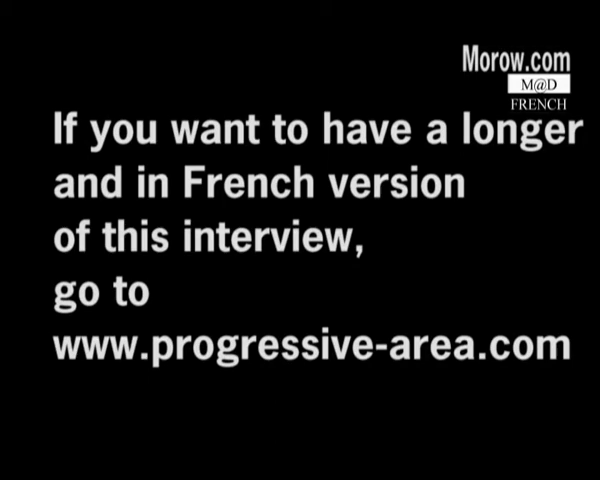 Morow.com
M@D
FRENCH
If you want to have a longer
and in French version
of this interview,
go to
www.progressive-area.com